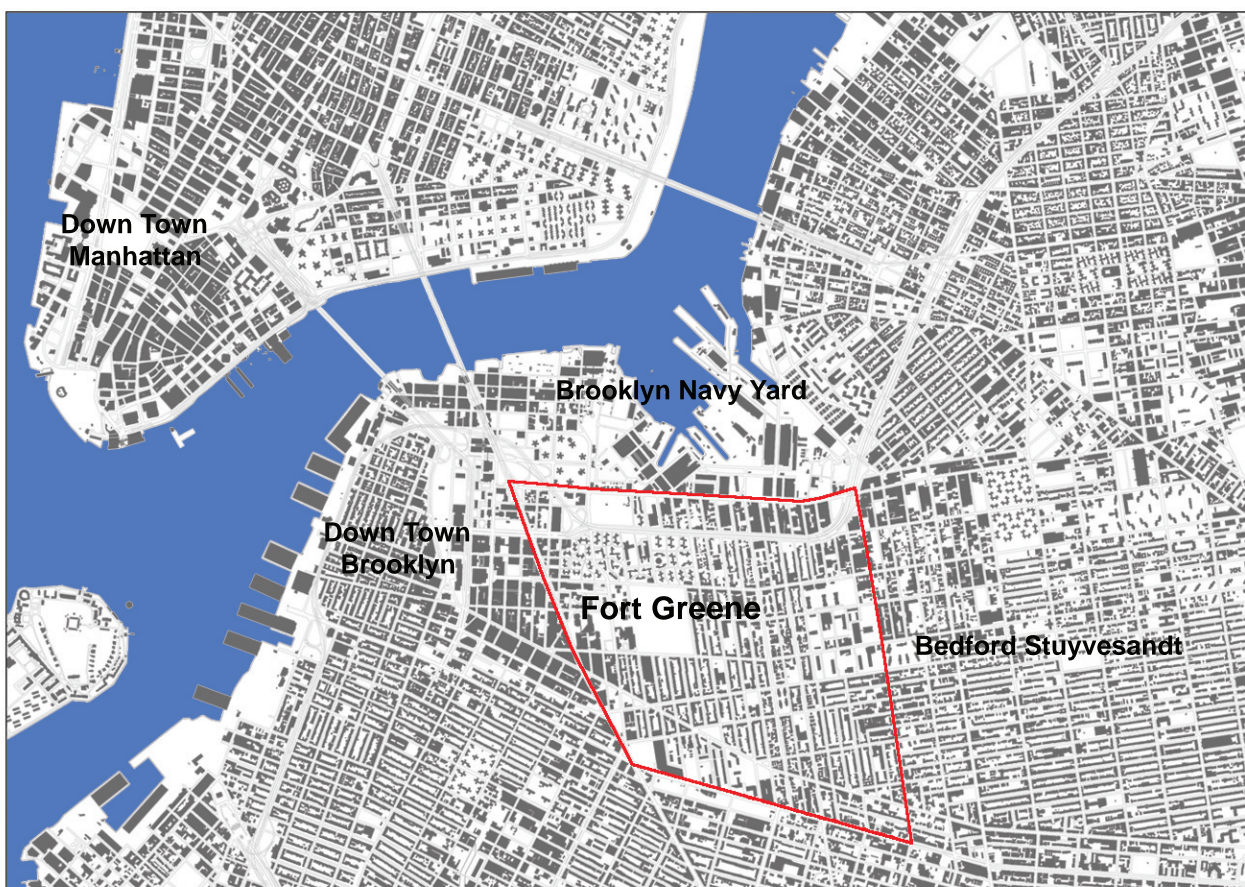 Down Town
Manhattan
Brooklyn Navy Yard
Down Town
Brooklyn
Fort Greene
Bedford Stuyvesandt